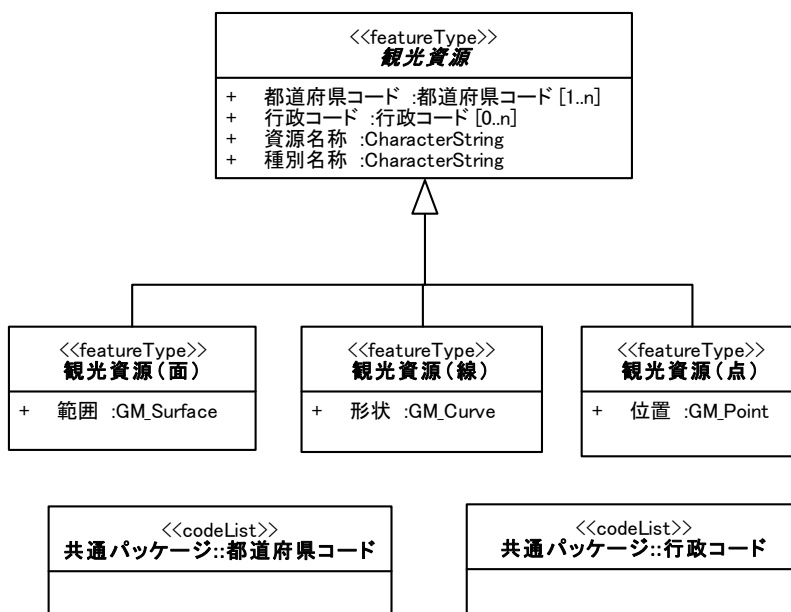 <<featureType>>
観光資源
+ 都道府県コード :都道府県コード [1..n]
+ 行政コード :行政コード [0..n]
+ 資源名称 :CharacterString
+ 種別名称 :CharacterString
<<featureType>>
観光資源(面)
+ 範囲 :GM_Surface
<<featureType>>
観光資源(線)
+ 形状 :GM_Curve
<<featureType>>
観光資源(点)
+ 位置 :GM_Point
<<codeList>>
共通パッケージ::都道府県コード
<<codeList>>
共通パッケージ::行政コード